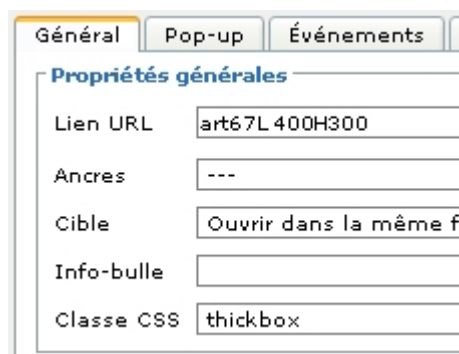 Général Pop-up Événements
Propriétés générales
Lien URL art67L400H300
Ancres ---
Cible Ouvrir dans la même f
Info-bulle
Classe CSS thickbox